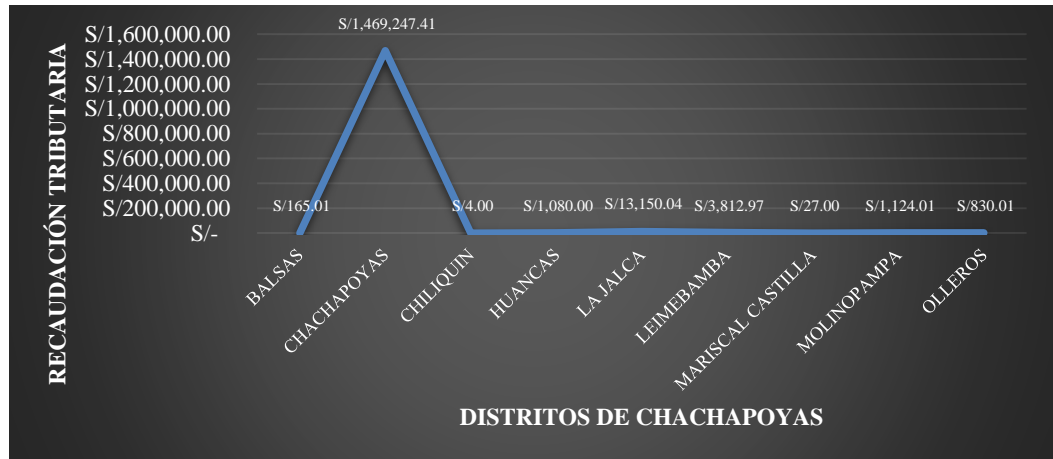 RECAUDACIÓN TRIBUTARIA
S/1,600,000.00
S/1,400,000.00
S/1,200,000.00
S/1,000,000.00
S/800,000.00
S/600,000.00
S/400,000.00
S/200,000.00
S/-
S/165.01
S/1,469,247.41
S/4.00
S/1,080.00
S/13,150.04
S/3,812.97
S/27.00
S/1,124.01
S/830.01
BALSAS
CHACHAPOYAS
CHILIQUIN
HUANCAS
LA JALCA
LEIMEBAMBA
MARISCAL CASTILLA
MOLINOPAMPA
OLLEROS
DISTRITOS DE CHACHAPOYAS